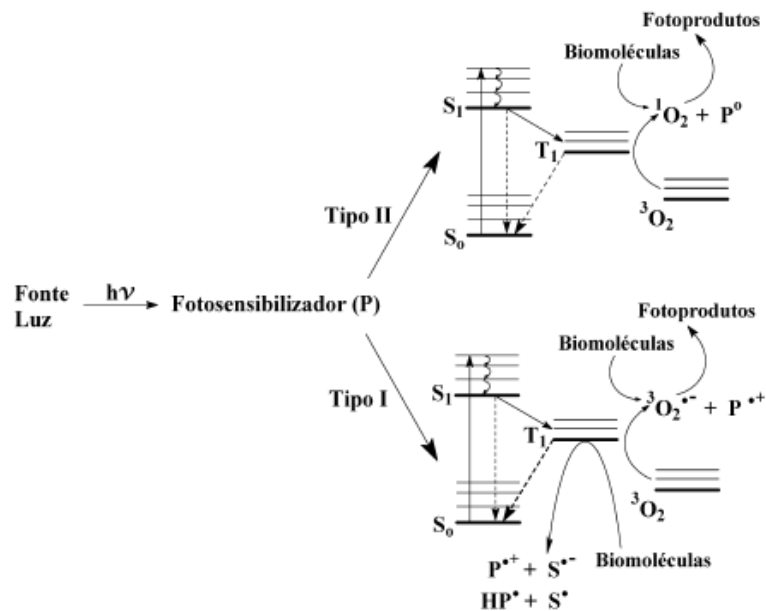 Fotoprodutos
Biomoléculas
S₁
¹O₂ + Pº
T₁
³O₂
Tipo II
S₀
Fonte
Luz
hν
Fotosensibilizador (P)
Fotoprodutos
Biomoléculas
Tipo I
S₁
³O₂•- + P•+
T₁
³O₂
S₀
P•+ + S•-
Biomoléculas
HP• + S•